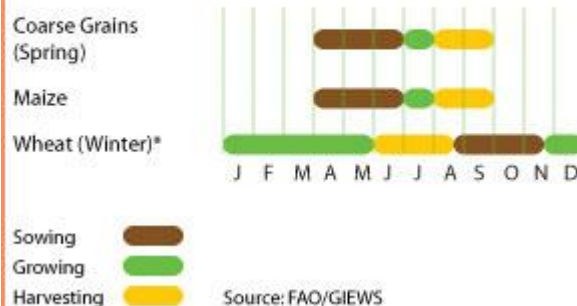 Coarse Grains
(Spring)
Maize
Wheat (Winter)*
J F M A M J J A S O N D
Sowing
Growing
Harvesting
Source: FAO/GIEWS